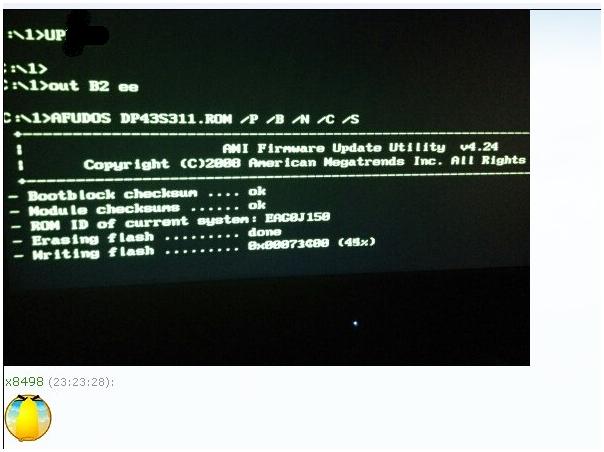 :\1>UP
:\1>
C:\1>out B2 ee
C:\1>AFUDOS DP43S311.ROM /P /B /N /C /S
AMI Firmware Update Utility v4.24
Copyright (C)2008 American Megatrends Inc. All Rights
- Bootblock checksum .... ok
- Module checksums ...... ok
- ROM ID of current system: EAG0J150
- Erasing flash ......... done
- Writing flash ......... 0x00073C00 (45%)
x8498 (23:23:28):